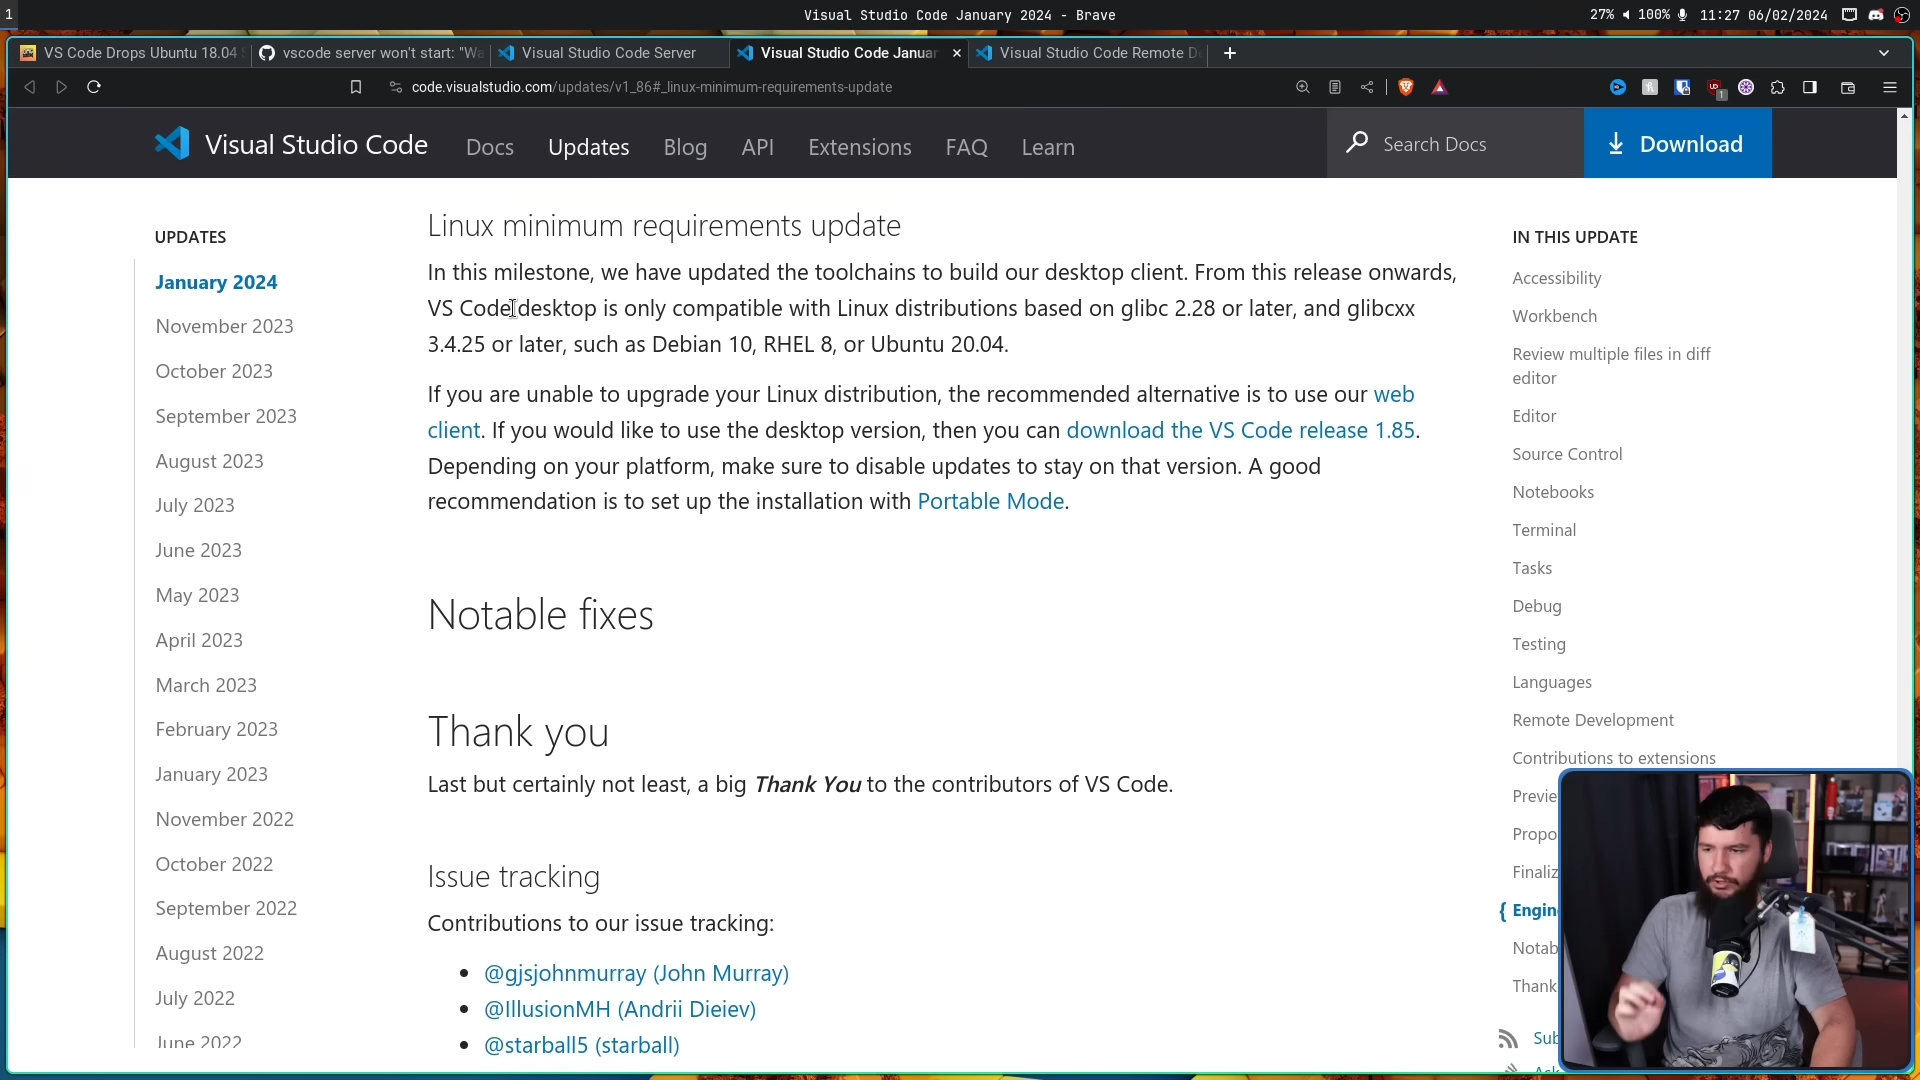 1
Visual Studio Code January 2024 - Brave
27% 100% 11:27 06/02/2024
VS Code Drops Ubuntu 18.04
vscode server won't start: "Wa
Visual Studio Code Server
Visual Studio Code Januar
Visual Studio Code Remote De
code.visualstudio.com/updates/v1_86#_linux-minimum-requirements-update
Visual Studio Code
Docs
Updates
Blog
API
Extensions
FAQ
Learn
Search Docs
Download
UPDATES
January 2024
November 2023
October 2023
September 2023
August 2023
July 2023
June 2023
May 2023
April 2023
March 2023
February 2023
January 2023
November 2022
October 2022
September 2022
August 2022
July 2022
June 2022
Linux minimum requirements update
In this milestone, we have updated the toolchains to build our desktop client. From this release onwards,
VS Code desktop is only compatible with Linux distributions based on glibc 2.28 or later, and glibcxx
3.4.25 or later, such as Debian 10, RHEL 8, or Ubuntu 20.04.
If you are unable to upgrade your Linux distribution, the recommended alternative is to use our web
client. If you would like to use the desktop version, then you can download the VS Code release 1.85.
Depending on your platform, make sure to disable updates to stay on that version. A good
recommendation is to set up the installation with Portable Mode.
Notable fixes
Thank you
Last but certainly not least, a big Thank You to the contributors of VS Code.
Issue tracking
Contributions to our issue tracking:
@gjsjohnmurray (John Murray)
@IllusionMH (Andrii Dieiev)
@starball5 (starball)
IN THIS UPDATE
Accessibility
Workbench
Review multiple files in diff
editor
Editor
Source Control
Notebooks
Terminal
Tasks
Debug
Testing
Languages
Remote Development
Contributions to extensions
Previe
Propo
Finaliz
{ Engine
Notab
Thank
Sub